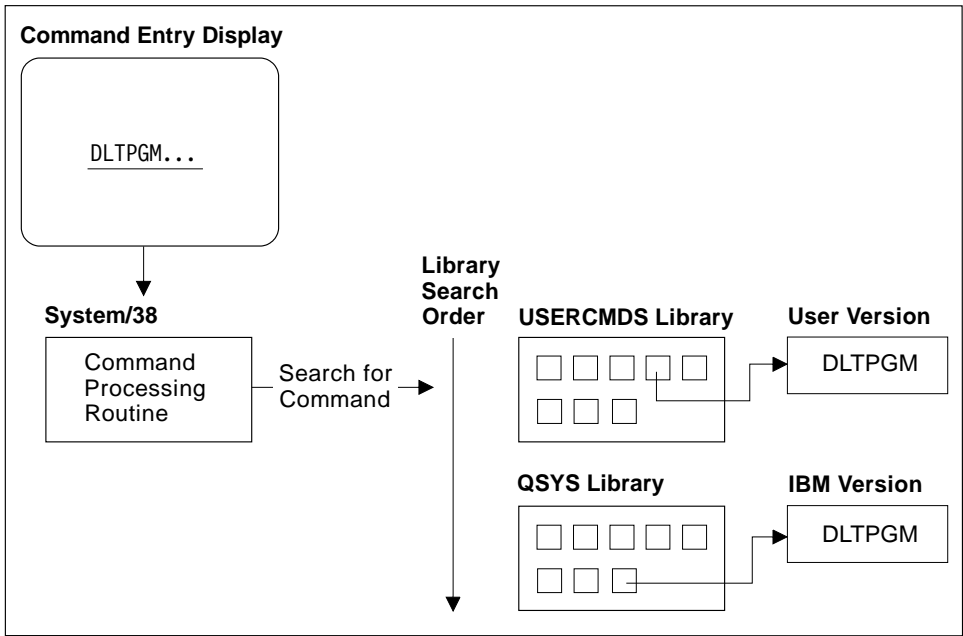 Command Entry Display
DLTPGM...
System/38
Command
Processing
Routine
Search for
Command
Library
Search
Order
USERCMDS Library
User Version
DLTPGM
QSYS Library
IBM Version
DLTPGM